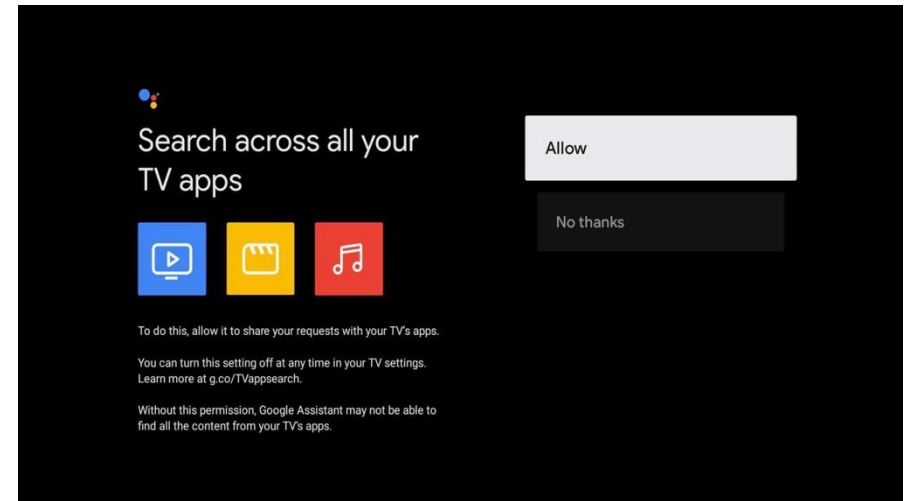 Search across all your
TV apps
To do this, allow it to share your requests with your TV's apps.
You can turn this setting off at any time in your TV settings.
Learn more at g.co/TVappsearch.
Without this permission, Google Assistant may not be able to
find all the content from your TV's apps.
Allow
No thanks